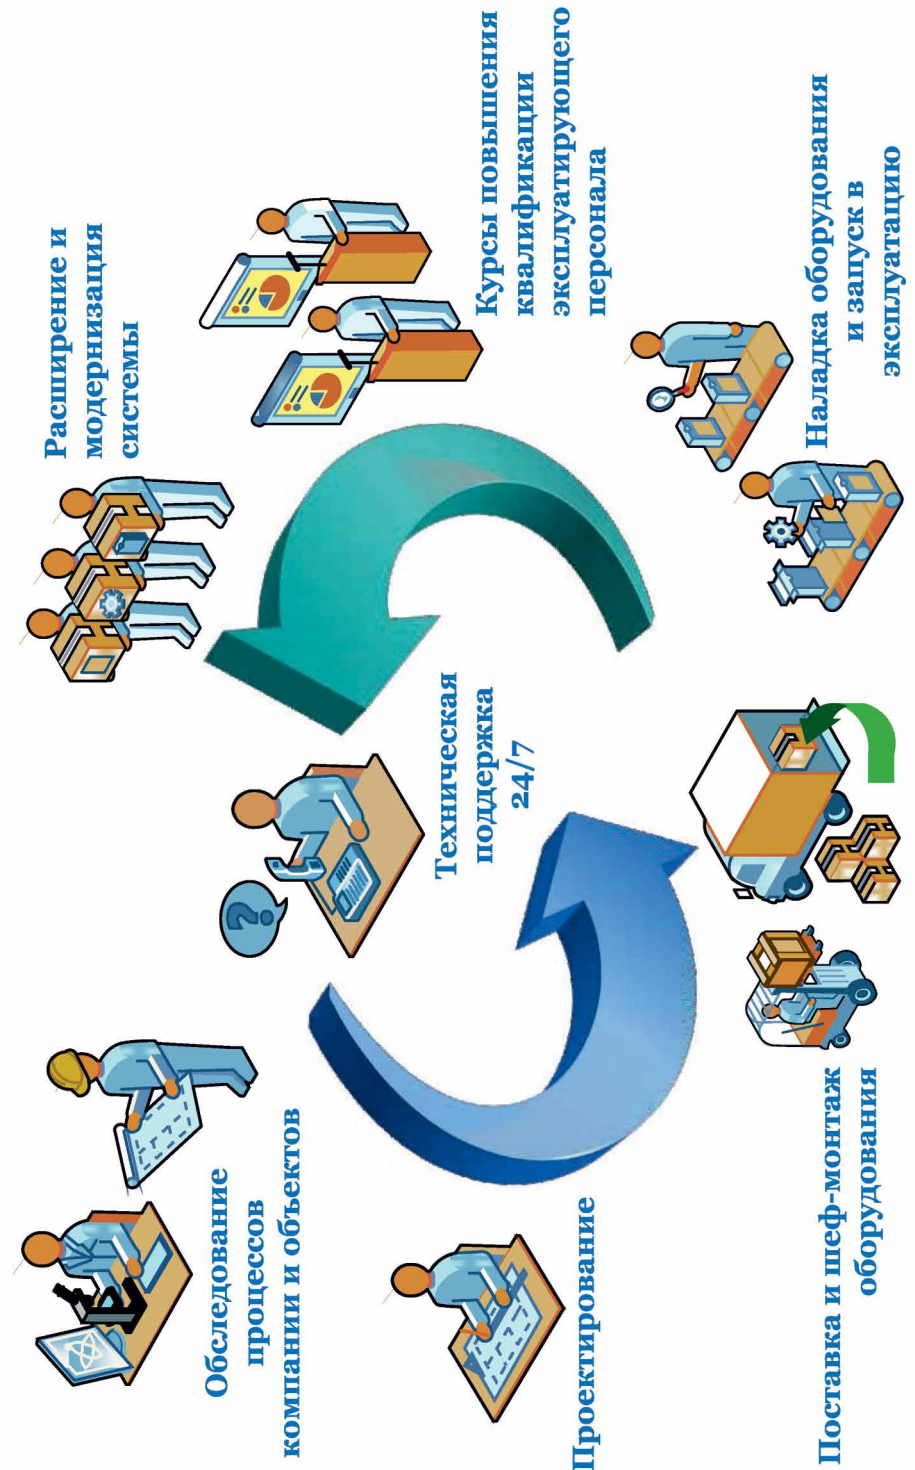 Обследование
процессов
компании и объектов
Проектирование
Поставка и шеф-монтаж
оборудования
Техническая
поддержка
24/7
Расширение и
модернизация
системы
Курсы повышения
квалификации
эксплуатирующего
персонала
Наладка оборудования
и запуск в
эксплуатацию
?